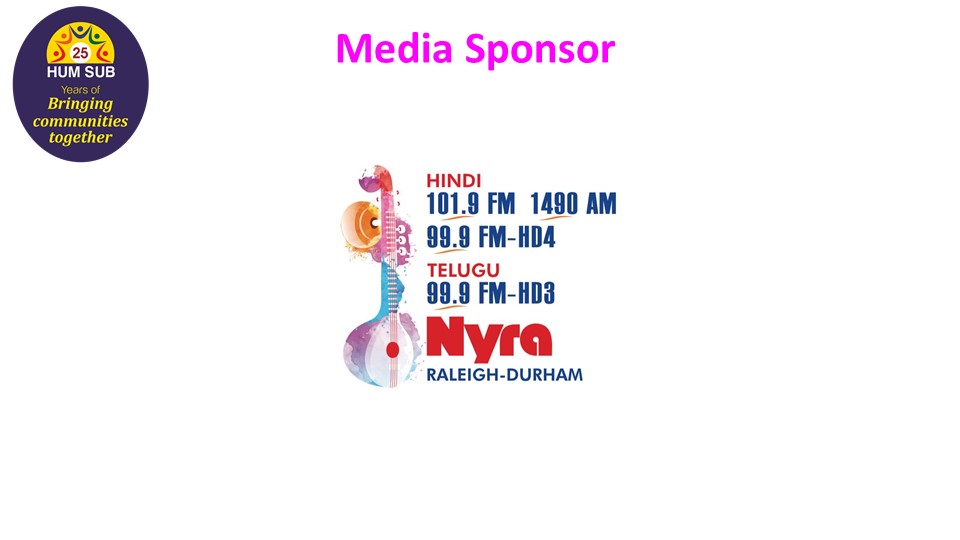 25
HUM SUB
Years of
Bringing
communities
together
Media Sponsor
HINDI
101.9 FM 1490 AM
99.9 FM-HD4
TELUGU
99.9 FM-HD3
Nyra
RALEIGH-DURHAM